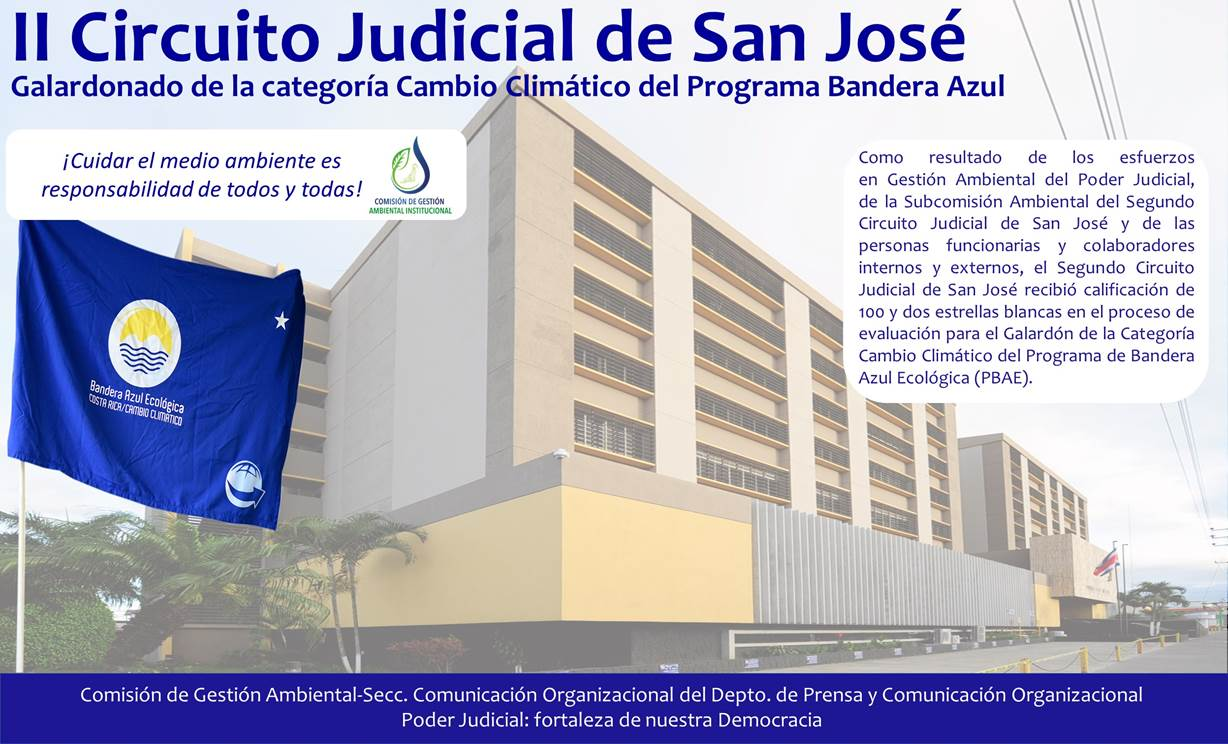 II Circuito Judicial de San José
Galardonado de la categoría Cambio Climático del Programa Bandera Azul
¡Cuidar el medio ambiente es
responsabilidad de todos y todas!
COMISIÓN DE GESTIÓN
AMBIENTAL INSTITUCIONAL
Como resultado de los esfuerzos
en Gestión Ambiental del Poder Judicial,
de la Subcomisión Ambiental del Segundo
Circuito Judicial de San José y de las
personas funcionarias y colaboradores
internos y externos, el Segundo Circuito
Judicial de San José recibió calificación de
100 y dos estrellas blancas en el proceso de
evaluación para el Galardón de la Categoría
Cambio Climático del Programa de Bandera
Azul Ecológica (PBAE).
Bandera Azul Ecológica
COSTA RICA/CAMBIO CLIMÁTICO
Comisión de Gestión Ambiental-Secc. Comunicación Organizacional del Depto. de Prensa y Comunicación Organizacional
Poder Judicial: fortaleza de nuestra Democracia